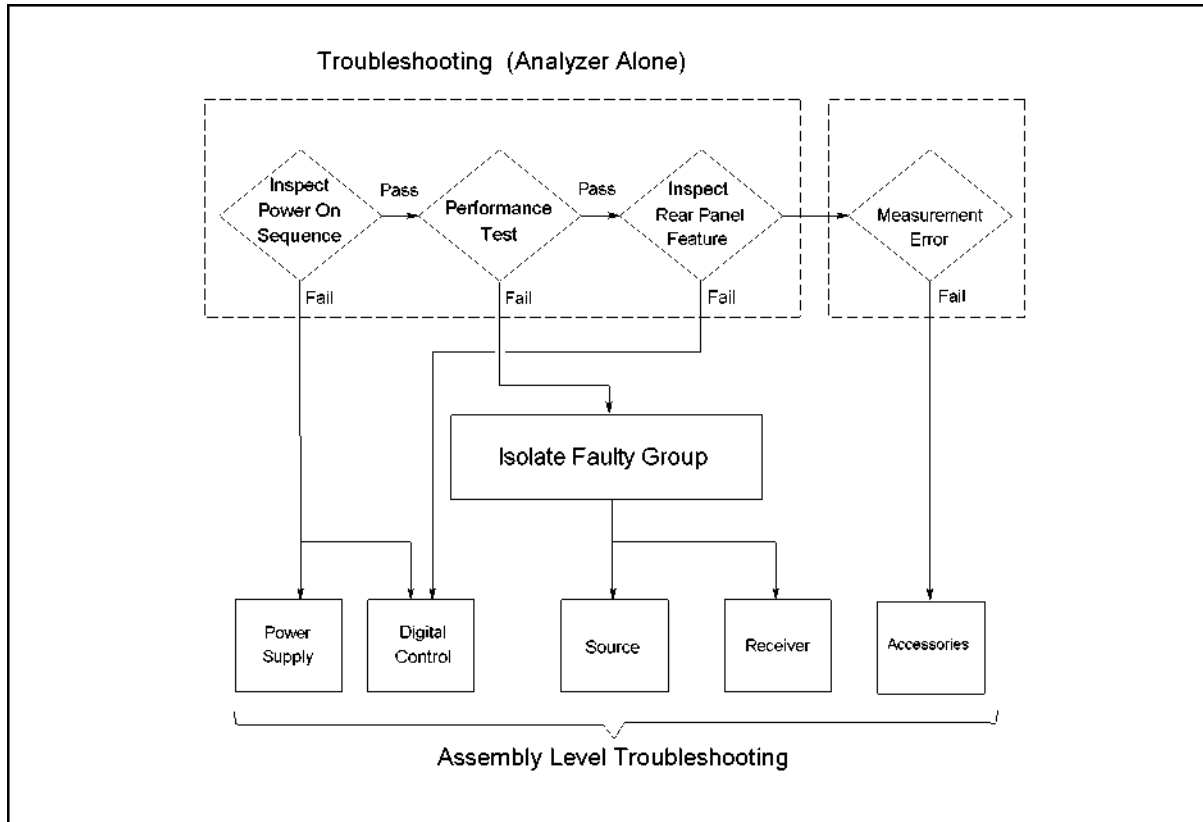 Troubleshooting (Analyzer Alone)
Inspect
Power On
Sequence
Pass
Performance
Test
Pass
Inspect
Rear Panel
Feature
Measurement
Error
Fail
Fail
Fail
Fail
Isolate Faulty Group
Power
Supply
Digital
Control
Source
Receiver
Accessories
Assembly Level Troubleshooting